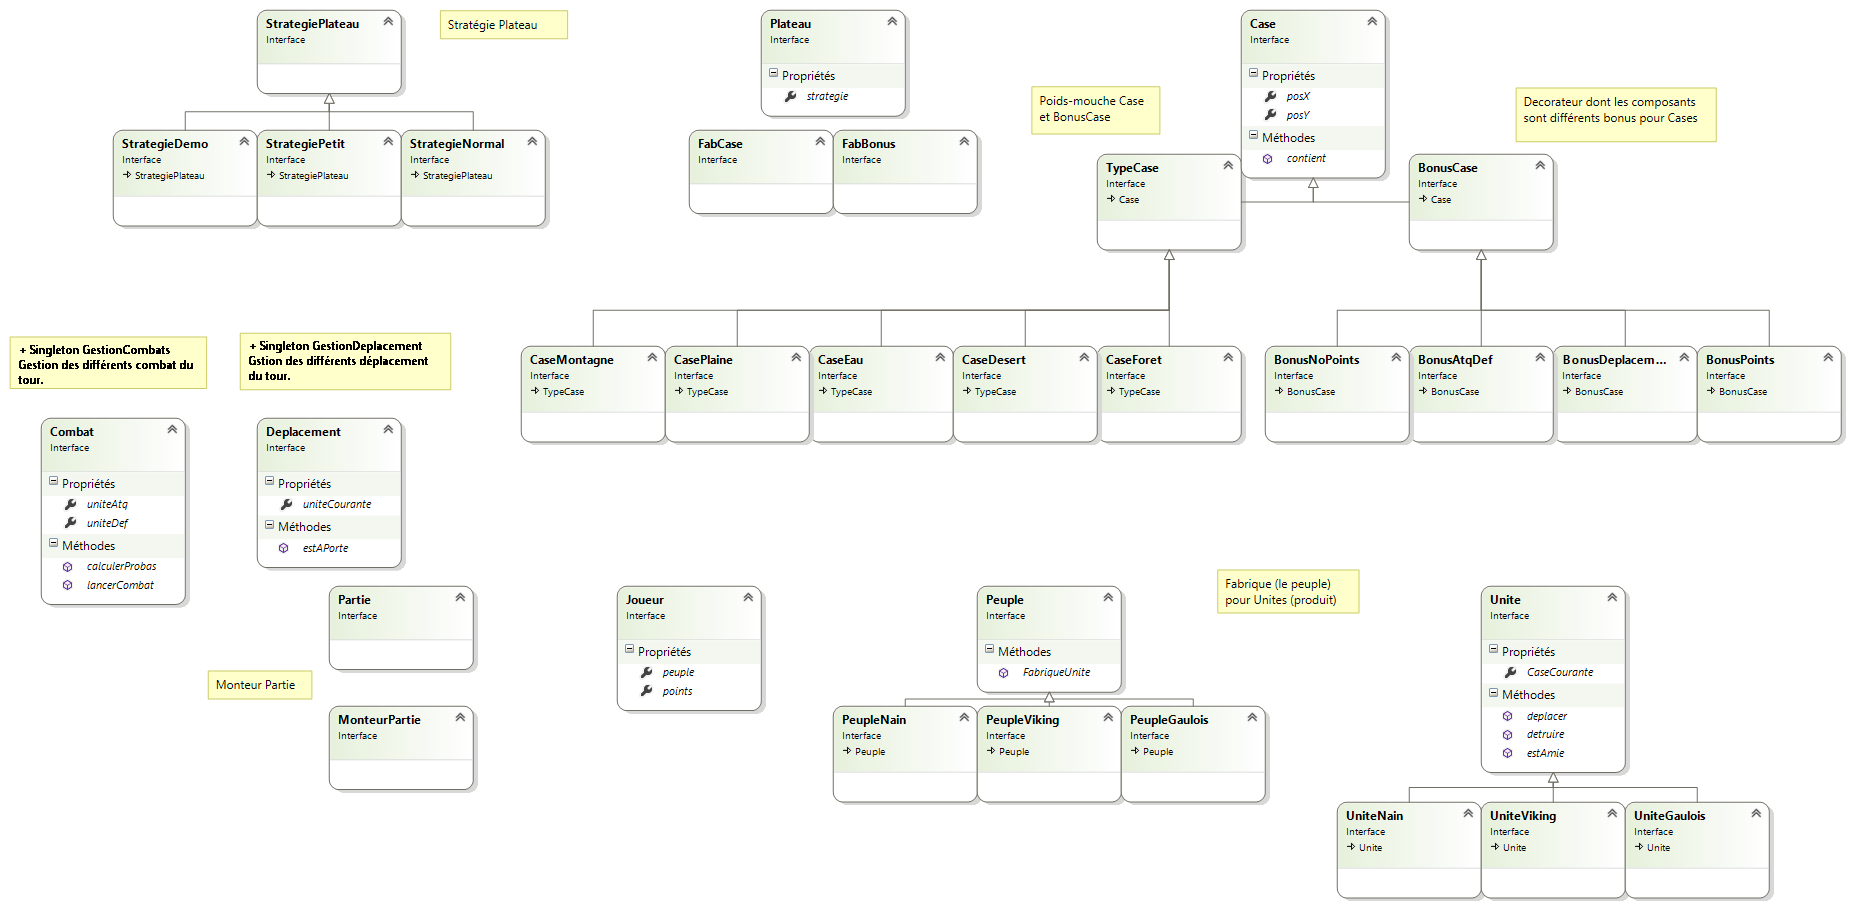 StrategiePlateau
Interface
Stratégie Plateau
StrategieDemo
Interface
StrategiePlateau
StrategiePetit
Interface
StrategiePlateau
StrategieNormal
Interface
StrategiePlateau
Plateau
Interface
Propriétés
strategie
FabCase
Interface
FabBonus
Interface
Case
Interface
Propriétés
posX
posY
Méthodes
contient
Poids-mouche Case
et BonusCase
Decorateur dont les composants
sont différents bonus pour Cases
TypeCase
Interface
Case
BonusCase
Interface
Case
CaseMontagne
Interface
TypeCase
CasePlaine
Interface
TypeCase
CaseEau
Interface
TypeCase
CaseDesert
Interface
TypeCase
CaseForet
Interface
TypeCase
BonusNoPoints
Interface
BonusCase
BonusAtqDef
Interface
BonusCase
BonusDeplacem...
Interface
BonusCase
BonusPoints
Interface
BonusCase
+ Singleton GestionCombats
Gestion des différents combat du
tour.
+ Singleton GestionDeplacement
Gstion des différents déplacement
du tour.
Combat
Interface
Propriétés
uniteAtq
uniteDef
Méthodes
calculerProbas
lancerCombat
Deplacement
Interface
Propriétés
uniteCourante
Méthodes
estAPorte
Partie
Interface
Monteur Partie
MonteurPartie
Interface
Joueur
Interface
Propriétés
peuple
points
Peuple
Interface
Méthodes
FabriqueUnite
PeupleNain
Interface
Peuple
PeupleViking
Interface
Peuple
PeupleGaulois
Interface
Peuple
Fabrique (le peuple)
pour Unites (produit)
Unite
Interface
Propriétés
CaseCourante
Méthodes
deplacer
detruire
estAmie
UniteNain
Interface
Unite
UniteViking
Interface
Unite
UniteGaulois
Interface
Unite